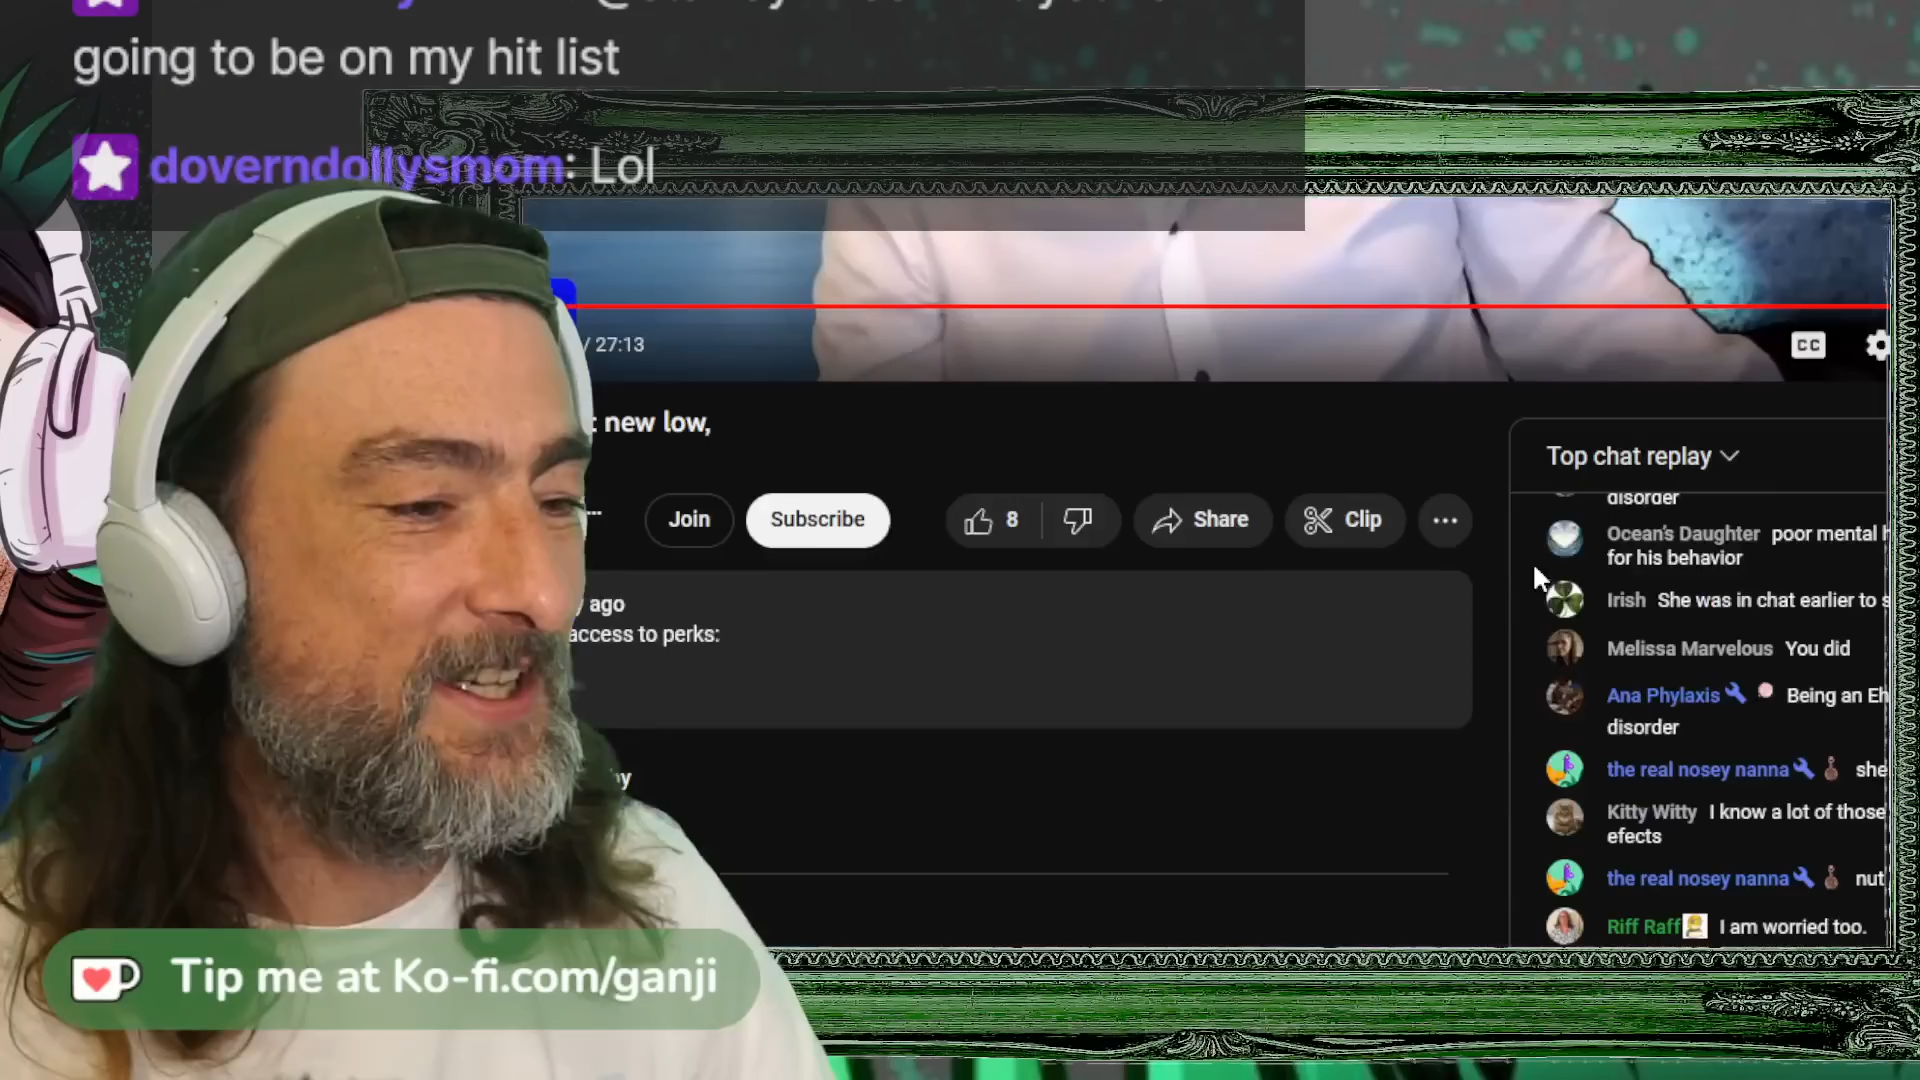 going to be on my hit list
doverndollysmom: Lol
/ 27:13
CC
new low,
Join
Subscribe
8
Share
Clip
ago
access to perks:
Top chat replay
disorder
Ocean's Daughter poor mental
for his behavior
Irish She was in chat earlier to
Melissa Marvelous You did
Ana Phylaxis Being an
disorder
the real nosey nanna she
Kitty Witty I know a lot of those
efects
the real nosey nanna nut
Riff Raff I am worried too.
Tip me at Ko-fi.com/ganji